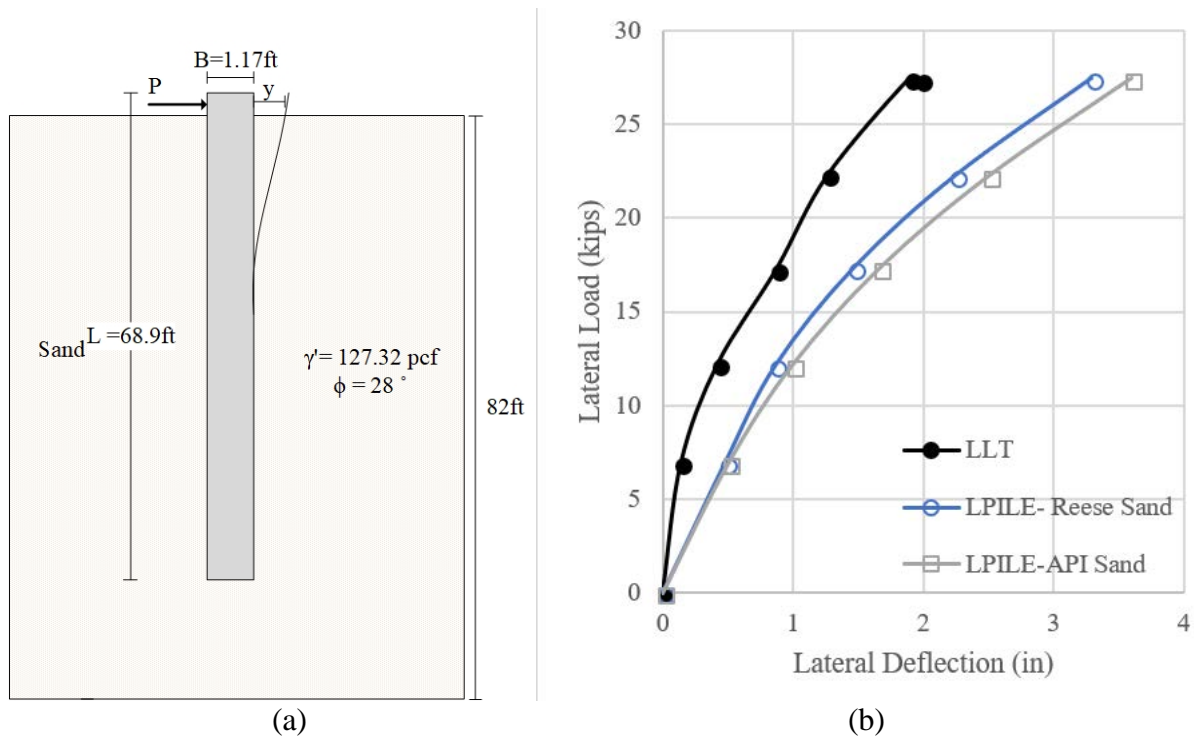 B=1.17ft
P
y
Sand
L =68.9ft
γ'= 127.32 pcf
ϕ = 28 °
82ft
(a)
30
25
20
15
10
5
0
Lateral Load (kips)
LLT
LPILE- Reese Sand
LPILE-API Sand
0 1 2 3 4
Lateral Deflection (in)
(b)